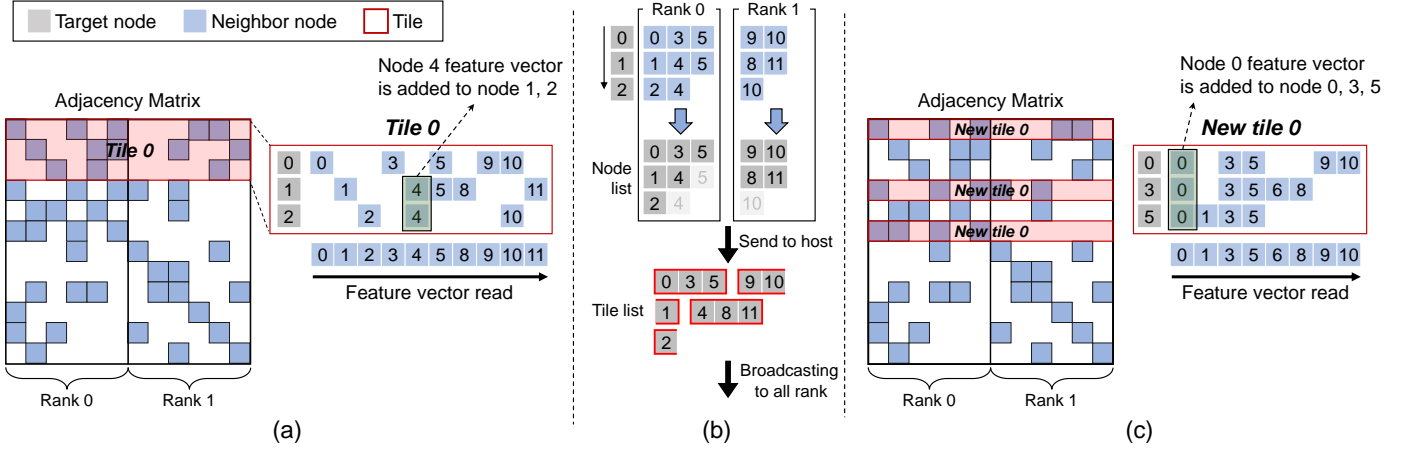 Target node
Neighbor node
Tile
Node 4 feature vector
is added to node 1, 2
Adjacency Matrix
Tile 0
Tile 0
0 0 3 5 9 10
1 1 4 5 8 11
2 2 4 10
0 1 2 3 4 5 8 9 10 11
Feature vector read
Rank 0
Rank 1
(a)
Rank 0
Rank 1
0 0 3 5 9 10
1 1 4 5 8 11
2 2 4 10
Node
list
0 3 5 9 10
1 4 5 8 11
2 4 10
Send to host
Tile list
0 3 5 9 10
1 4 8 11
2
Broadcasting
to all rank
(b)
Node 0 feature vector
is added to node 0, 3, 5
Adjacency Matrix
New tile 0
New tile 0
New tile 0
New tile 0
0 0 3 5 9 10
3 0 3 5 6 8
5 0 1 3 5
0 1 3 5 6 8 9 10
Feature vector read
Rank 0
Rank 1
(c)